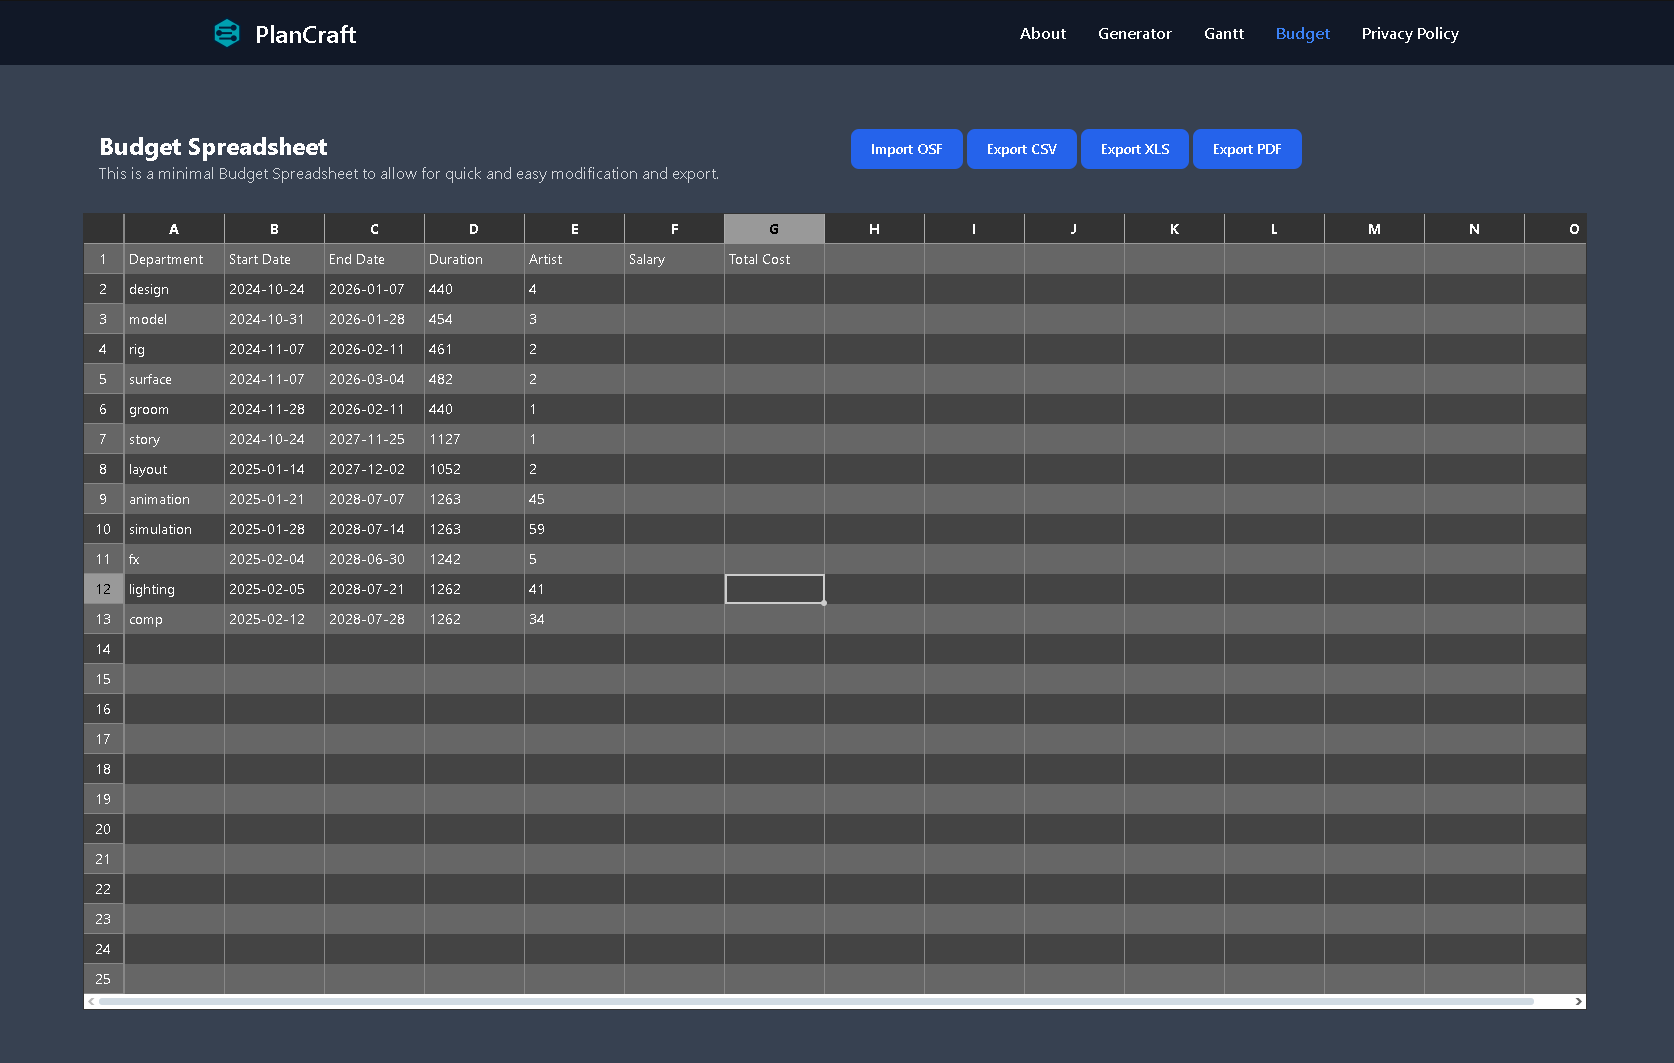 PlanCraft
About Generator Gantt Budget Privacy Policy
Budget Spreadsheet
This is a minimal Budget Spreadsheet to allow for quick and easy modification and export.
Import OSF Export CSV Export XLS Export PDF
A B C D E F G H I J K L M N O
1 Department Start Date End Date Duration Artist Salary Total Cost
2 design 2024-10-24 2026-01-07 440 4
3 model 2024-10-31 2026-01-28 454 3
4 rig 2024-11-07 2026-02-11 461 2
5 surface 2024-11-07 2026-03-04 482 2
6 groom 2024-11-28 2026-02-11 440 1
7 story 2024-10-24 2027-11-25 1127 1
8 layout 2025-01-14 2027-12-02 1052 2
9 animation 2025-01-21 2028-07-07 1263 45
10 simulation 2025-01-28 2028-07-14 1263 59
11 fx 2025-02-04 2028-06-30 1242 5
12 lighting 2025-02-05 2028-07-21 1262 41
13 comp 2025-02-12 2028-07-28 1262 34
14
15
16
17
18
19
20
21
22
23
24
25